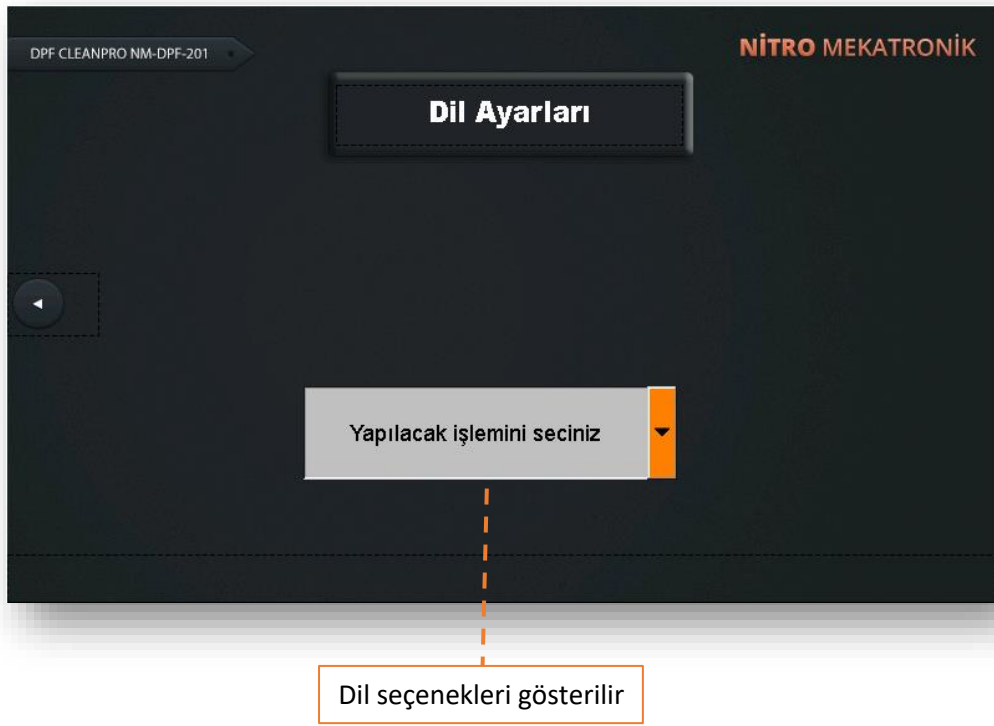 DPF CLEANPRO NM-DPF-201
NİTRO MEKATRONİK
Dil Ayarları
Yapılacak işlemini seciniz
Dil seçenekleri gösterilir